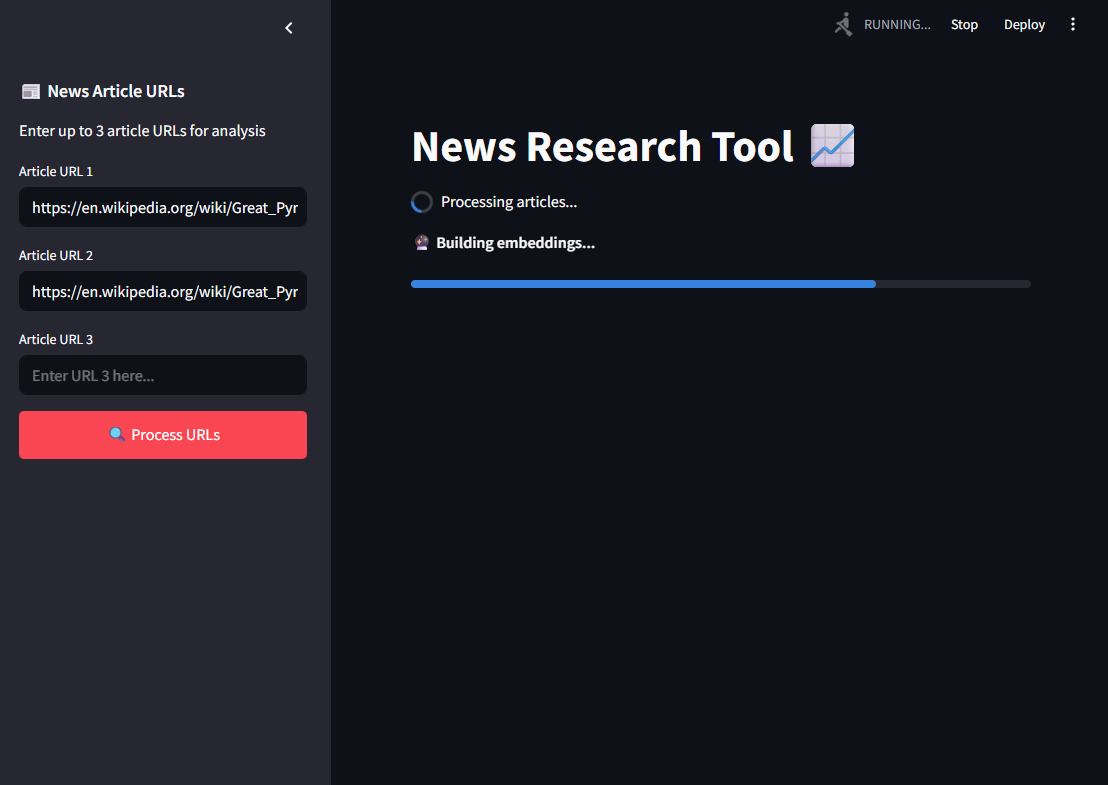 RUNNING...
Stop
Deploy
News Article URLs
Enter up to 3 article URLs for analysis
Article URL 1
https://en.wikipedia.org/wiki/Great_Pyr
Article URL 2
https://en.wikipedia.org/wiki/Great_Pyr
Article URL 3
Enter URL 3 here...
Process URLs
News Research Tool
Processing articles...
Building embeddings...